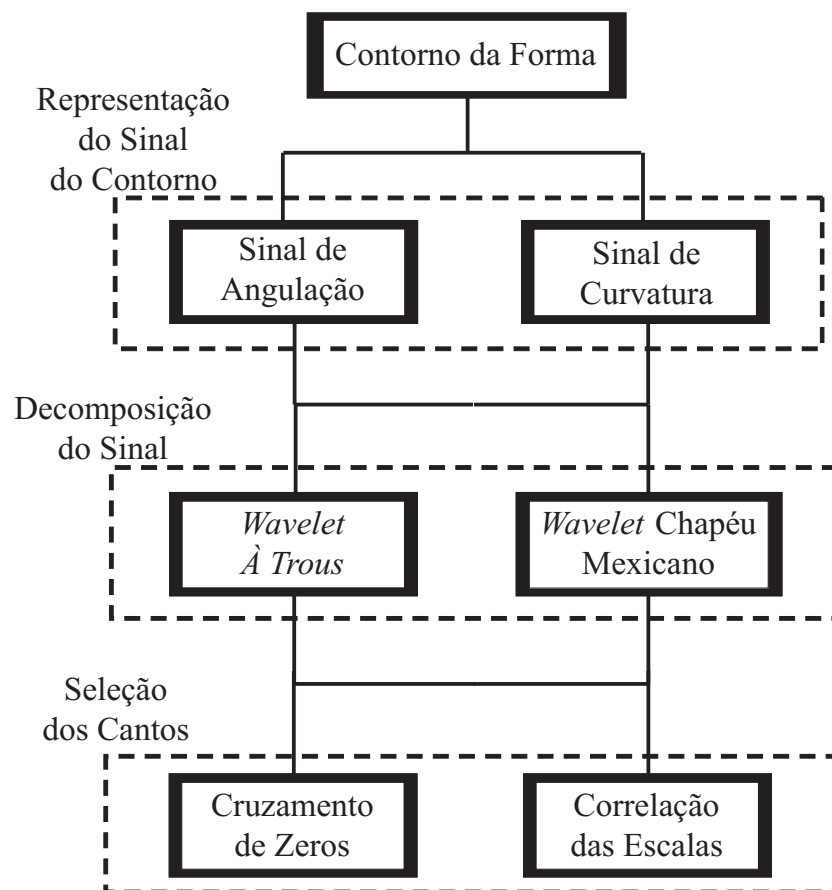 Contorno da Forma
Representação
do Sinal
do Contorno
Sinal de
Angulação
Sinal de
Curvatura
Decomposição
do Sinal
Wavelet
À Trous
Wavelet Chapéu
Mexicano
Seleção
dos Cantos
Cruzamento
de Zeros
Correlação
das Escalas